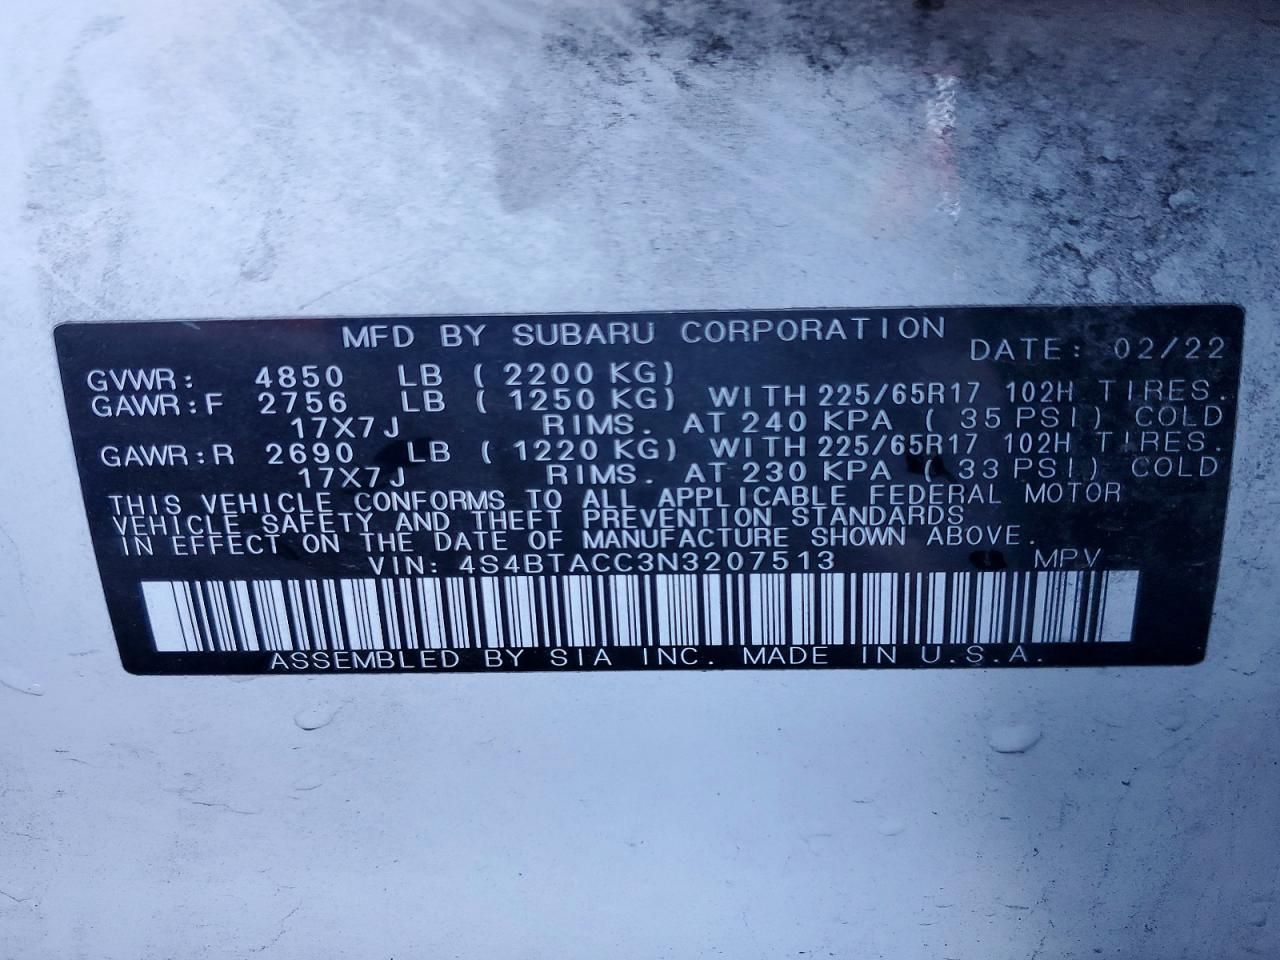 MFD BY SUBARU CORPORATION
DATE: 02/22
GVWR: 4850 LB ( 2200 KG)
GAWR:F 2756 LB ( 1250 KG) WITH 225/65R17 102H TIRES.
17X7J RIMS. AT 240 KPA ( 35 PSI) COLD
GAWR:R 2690 LB ( 1220 KG) WITH 225/65R17 102H TIRES.
17X7J RIMS. AT 230 KPA ( 33 PSI) COLD
THIS VEHICLE CONFORMS TO ALL APPLICABLE FEDERAL MOTOR
VEHICLE SAFETY AND THEFT PREVENTION STANDARDS
IN EFFECT ON THE DATE OF MANUFACTURE SHOWN ABOVE.
VIN: 4S4BTACC3N3207513 MPV
ASSEMBLED BY SIA INC. MADE IN U.S.A.